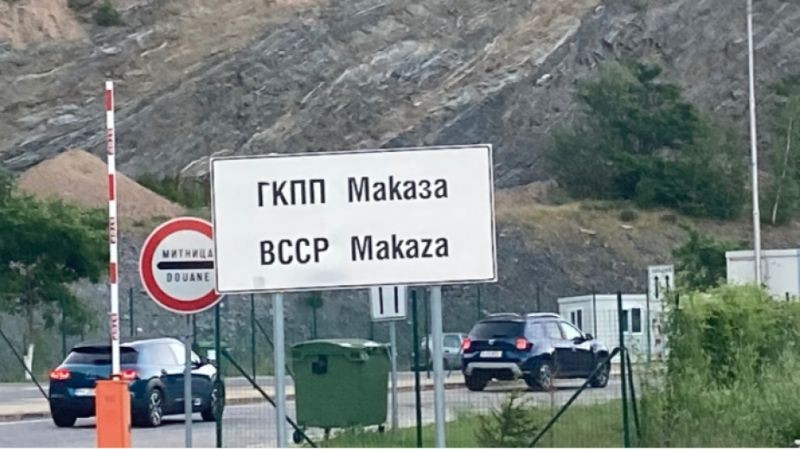 ГКПП Маказа
BCCP Makaza
МИТНИЦА
DOUANE